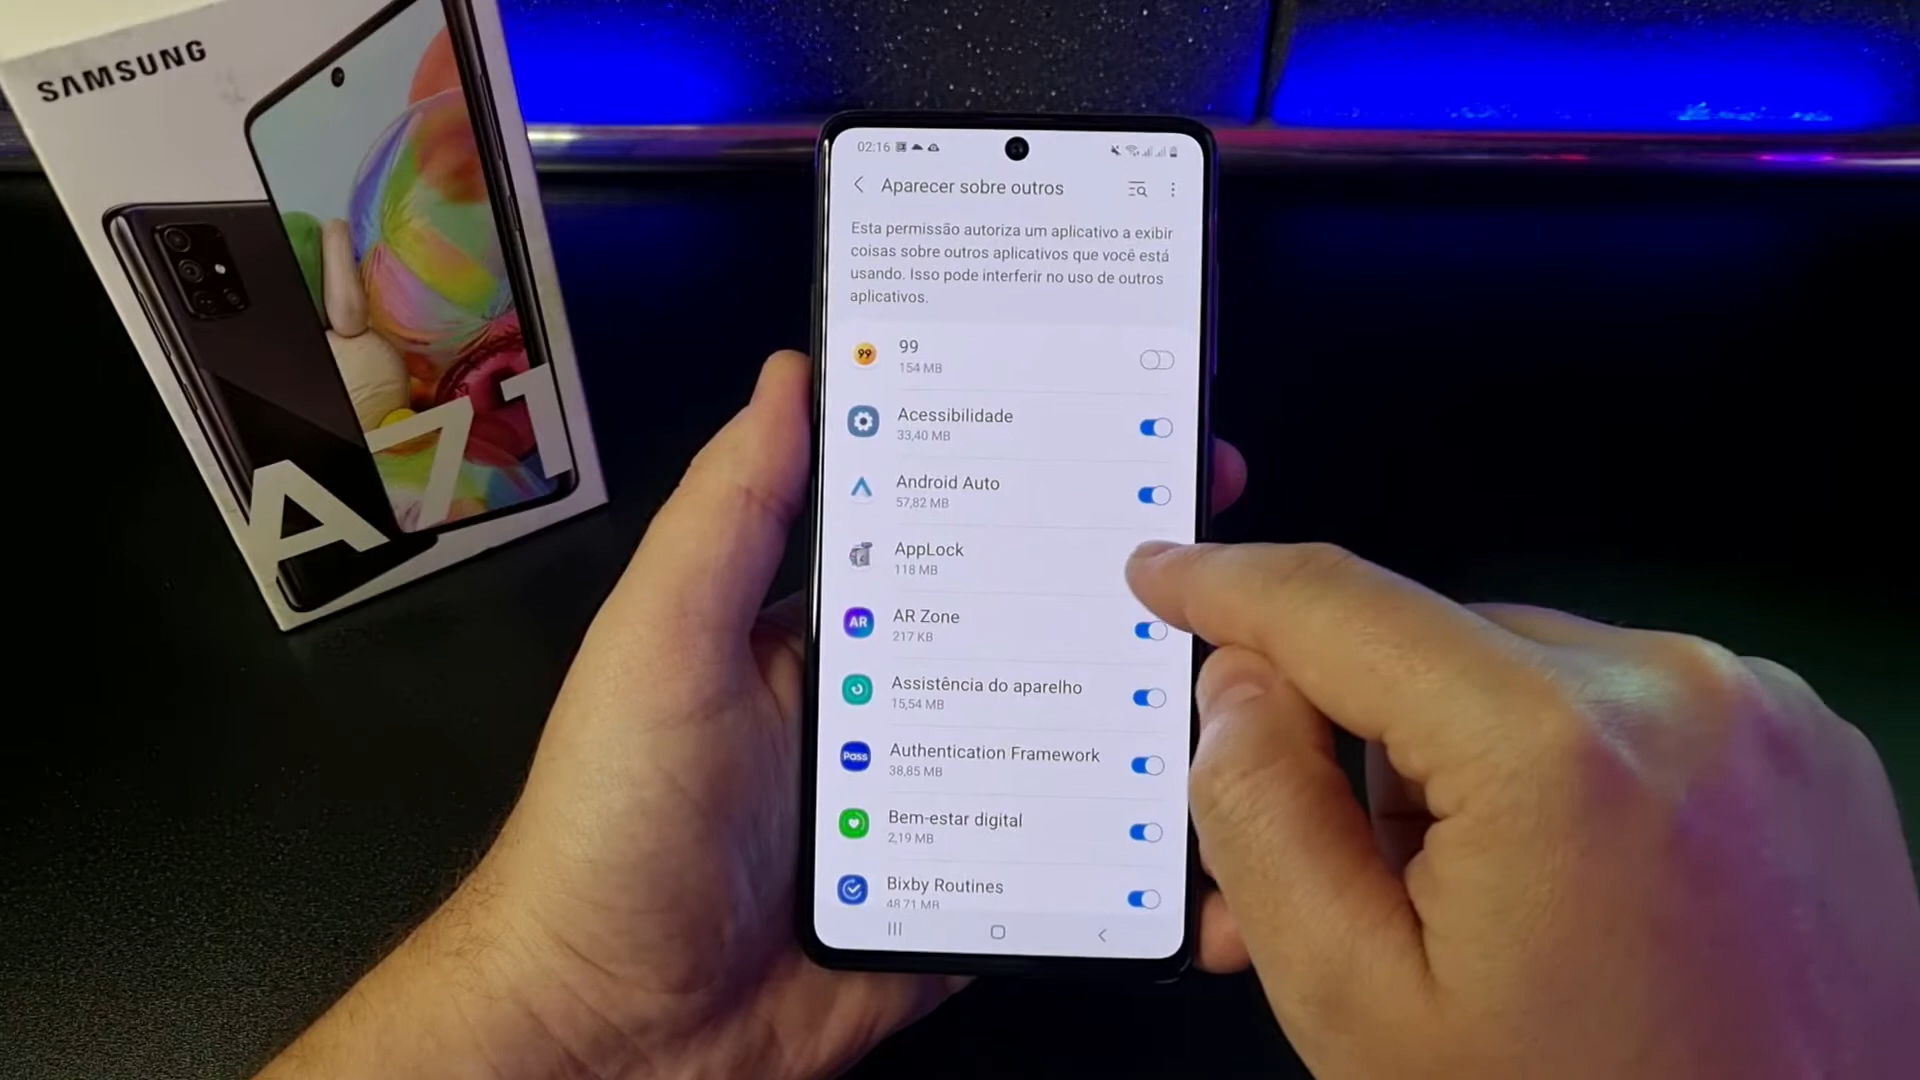 SAMSUNG
A71
02:16
Aparecer sobre outros
Esta permissão autoriza um aplicativo a exibir
coisas sobre outros aplicativos que você está
usando. Isso pode interferir no uso de outros
aplicativos.
99
99
154 MB
Acessibilidade
33,40 MB
Android Auto
57,82 MB
AppLock
118 MB
AR
AR Zone
217 KB
Assistência do aparelho
15,54 MB
Pass
Authentication Framework
38,85 MB
Bem-estar digital
2,19 MB
Bixby Routines
48,71 MB